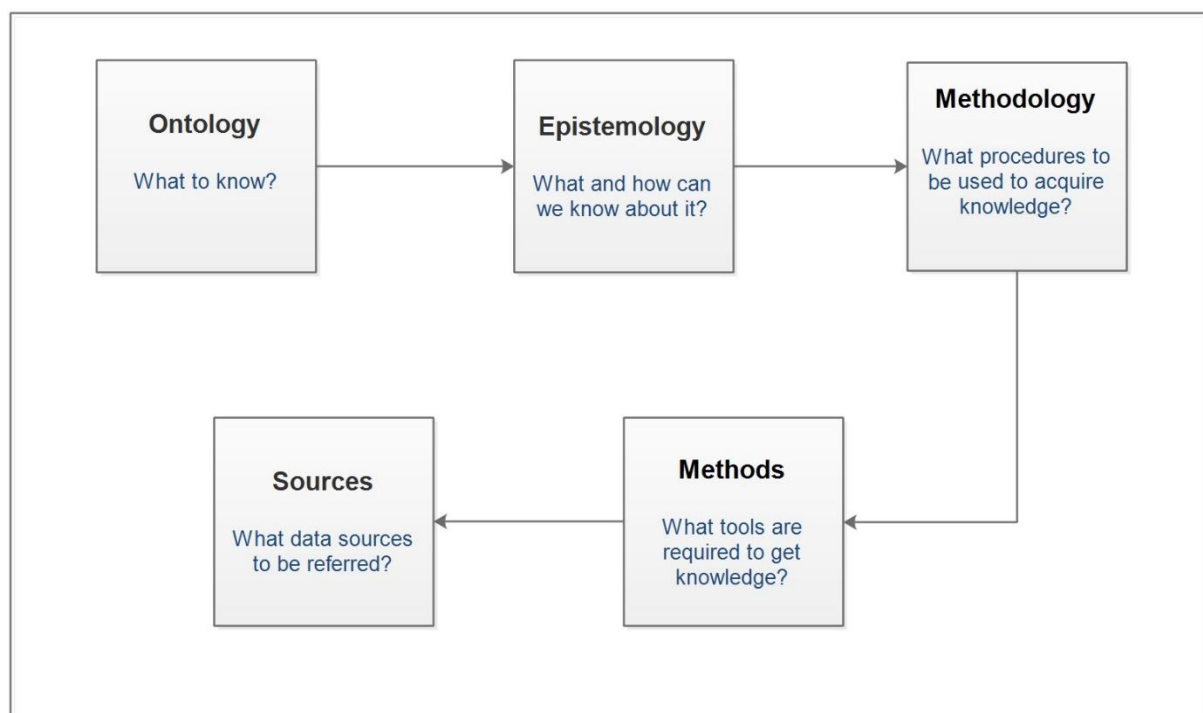 Ontology
What to know?
Epistemology
What and how can
we know about it?
Methodology
What procedures to
be used to acquire
knowledge?
Methods
What tools are
required to get
knowledge?
Sources
What data sources
to be referred?